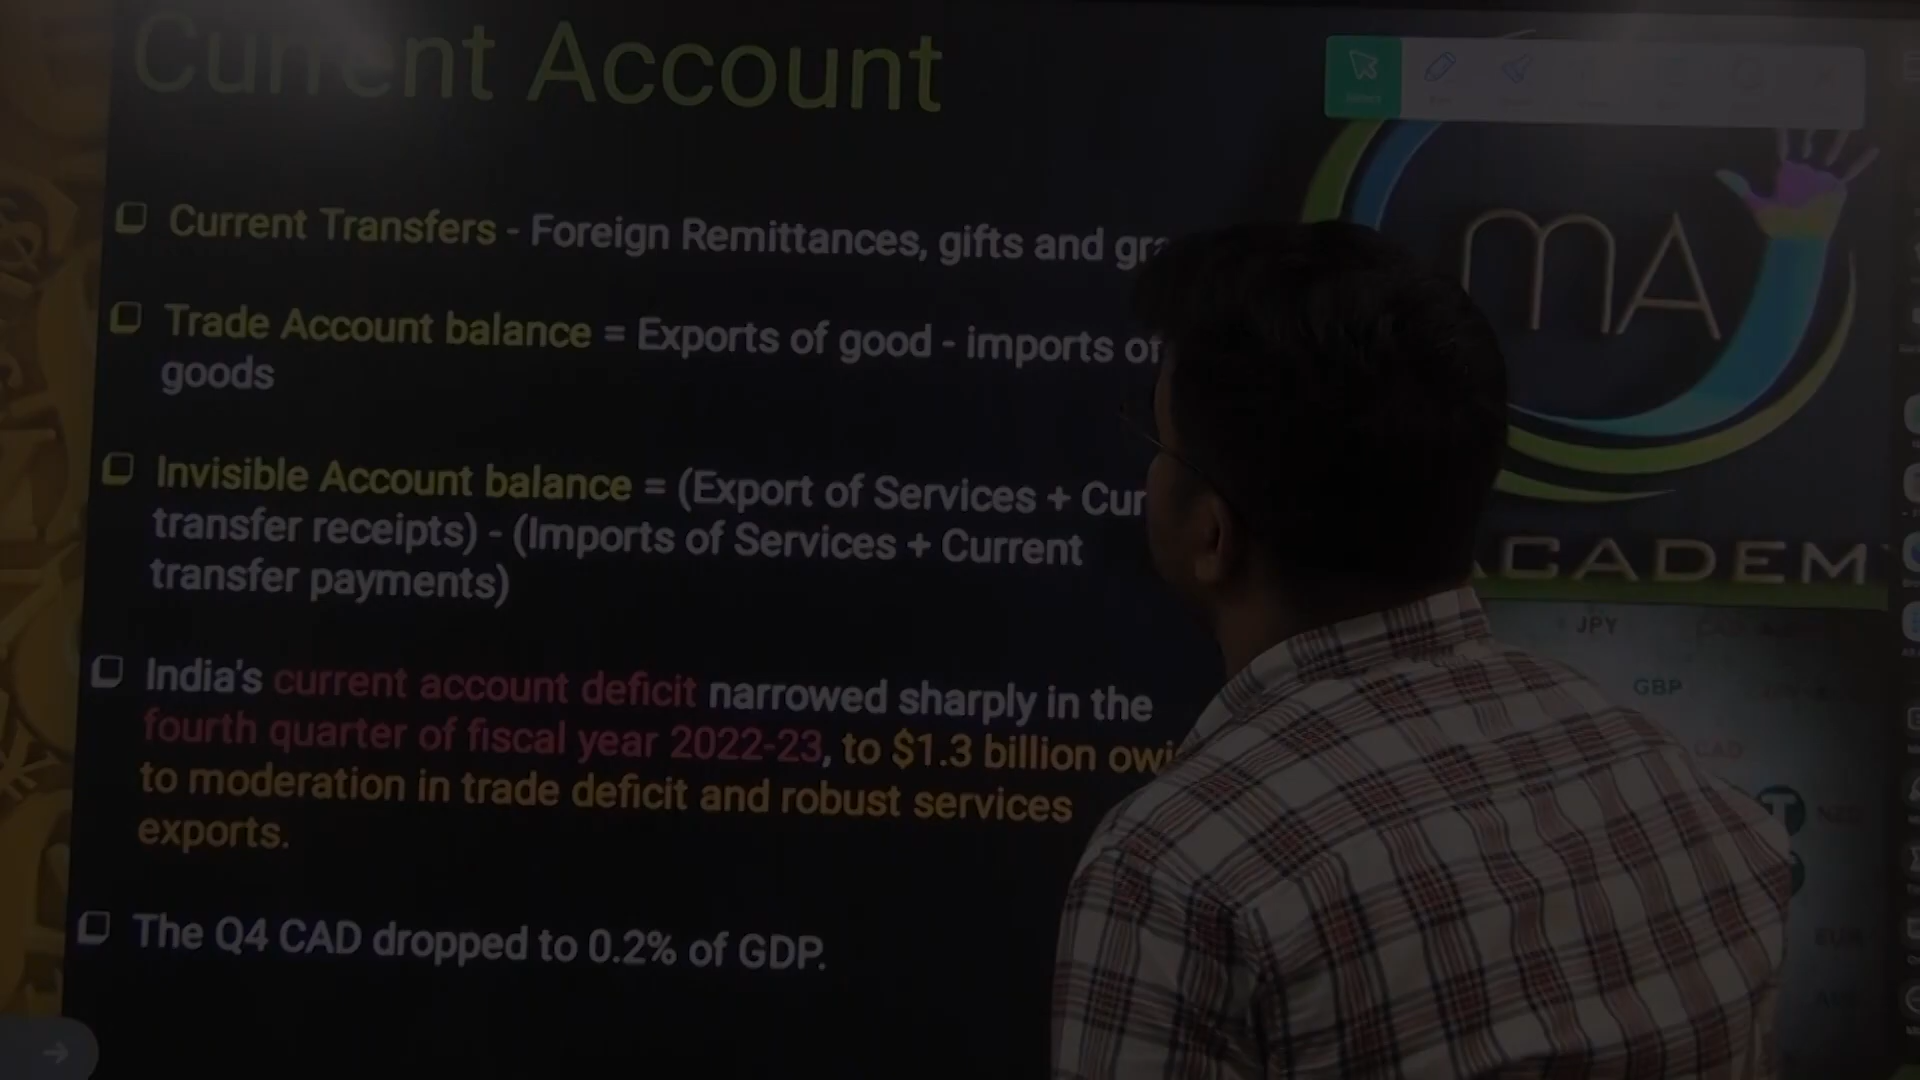 Current Account
Select
Current Transfers - Foreign Remittances, gifts and
Trade Account balance = Exports of good - imports of
goods
Invisible Account balance = (Export of Services +
transfer receipts) - (Imports of Services + Current
transfer payments)
India's current account deficit narrowed sharply in the
fourth quarter of fiscal year 2022-23, to $1.3 billion
to moderation in trade deficit and robust services
exports.
The Q4 CAD dropped to 0.2% of GDP.
MA
JPY
GBP
CAD